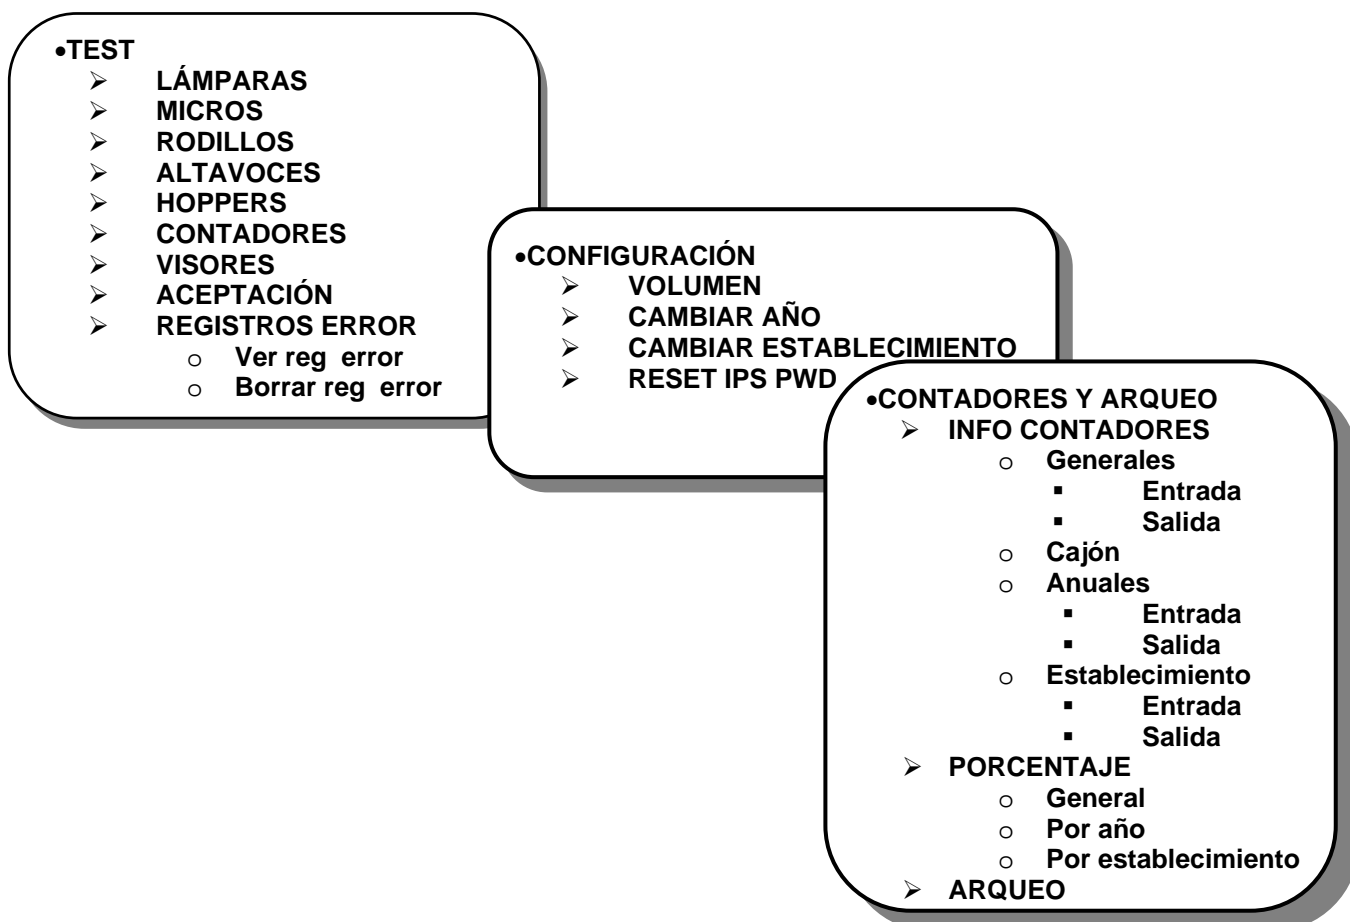 •TEST
➢ LÁMPARAS
➢ MICROS
➢ RODILLOS
➢ ALTAVOCES
➢ HOPPERS
➢ CONTADORES
➢ VISORES
➢ ACEPTACIÓN
➢ REGISTROS ERROR
o Ver reg error
o Borrar reg error
•CONFIGURACIÓN
➢ VOLUMEN
➢ CAMBIAR AÑO
➢ CAMBIAR ESTABLECIMIENTO
➢ RESET IPS PWD
•CONTADORES Y ARQUEO
➢ INFO CONTADORES
o Generales
▪ Entrada
▪ Salida
o Cajón
o Anuales
▪ Entrada
▪ Salida
o Establecimiento
▪ Entrada
▪ Salida
➢ PORCENTAJE
o General
o Por año
o Por establecimiento
➢ ARQUEO